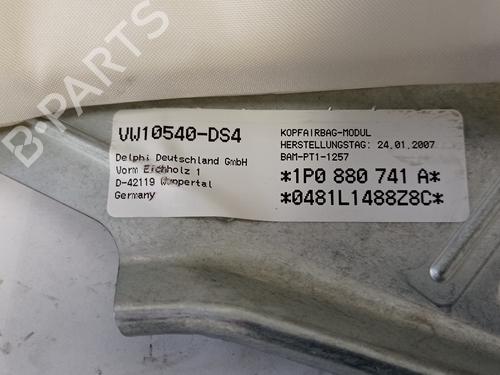 B-PARTS
VW10540-DS4
Delphi Deutschland GmbH
Vorm Eichholz 1
D-42119 Wuppertal
Germany
KOPFAIRBAG-MODUL
HERSTELLUNGSTAG: 24.01.2007
BAM-PT1-1257
*1P0 880 741 A*
*0481L1488Z8C*